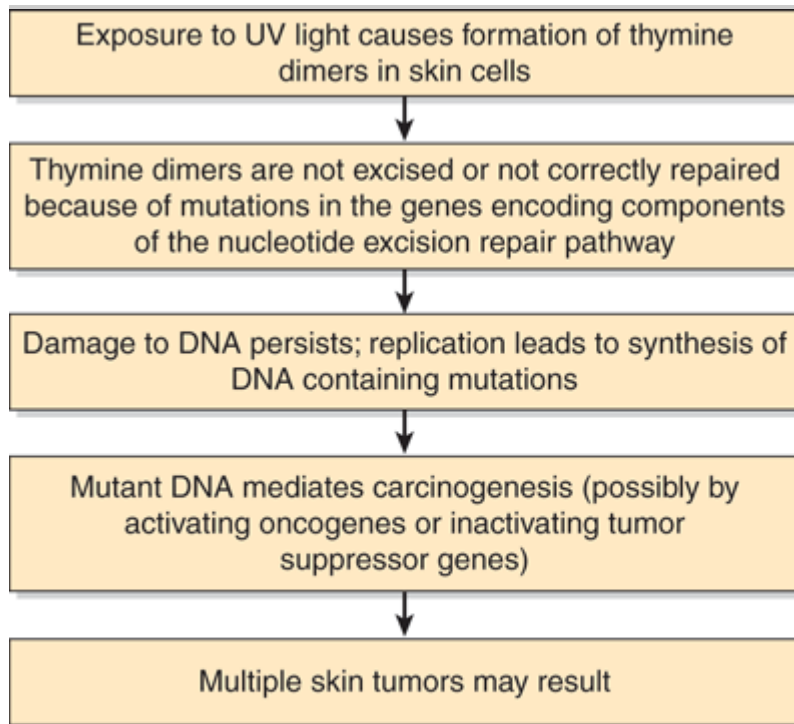 Exposure to UV light causes formation of thymine
dimers in skin cells
Thymine dimers are not excised or not correctly repaired
because of mutations in the genes encoding components
of the nucleotide excision repair pathway
Damage to DNA persists; replication leads to synthesis of
DNA containing mutations
Mutant DNA mediates carcinogenesis (possibly by
activating oncogenes or inactivating tumor
suppressor genes)
Multiple skin tumors may result